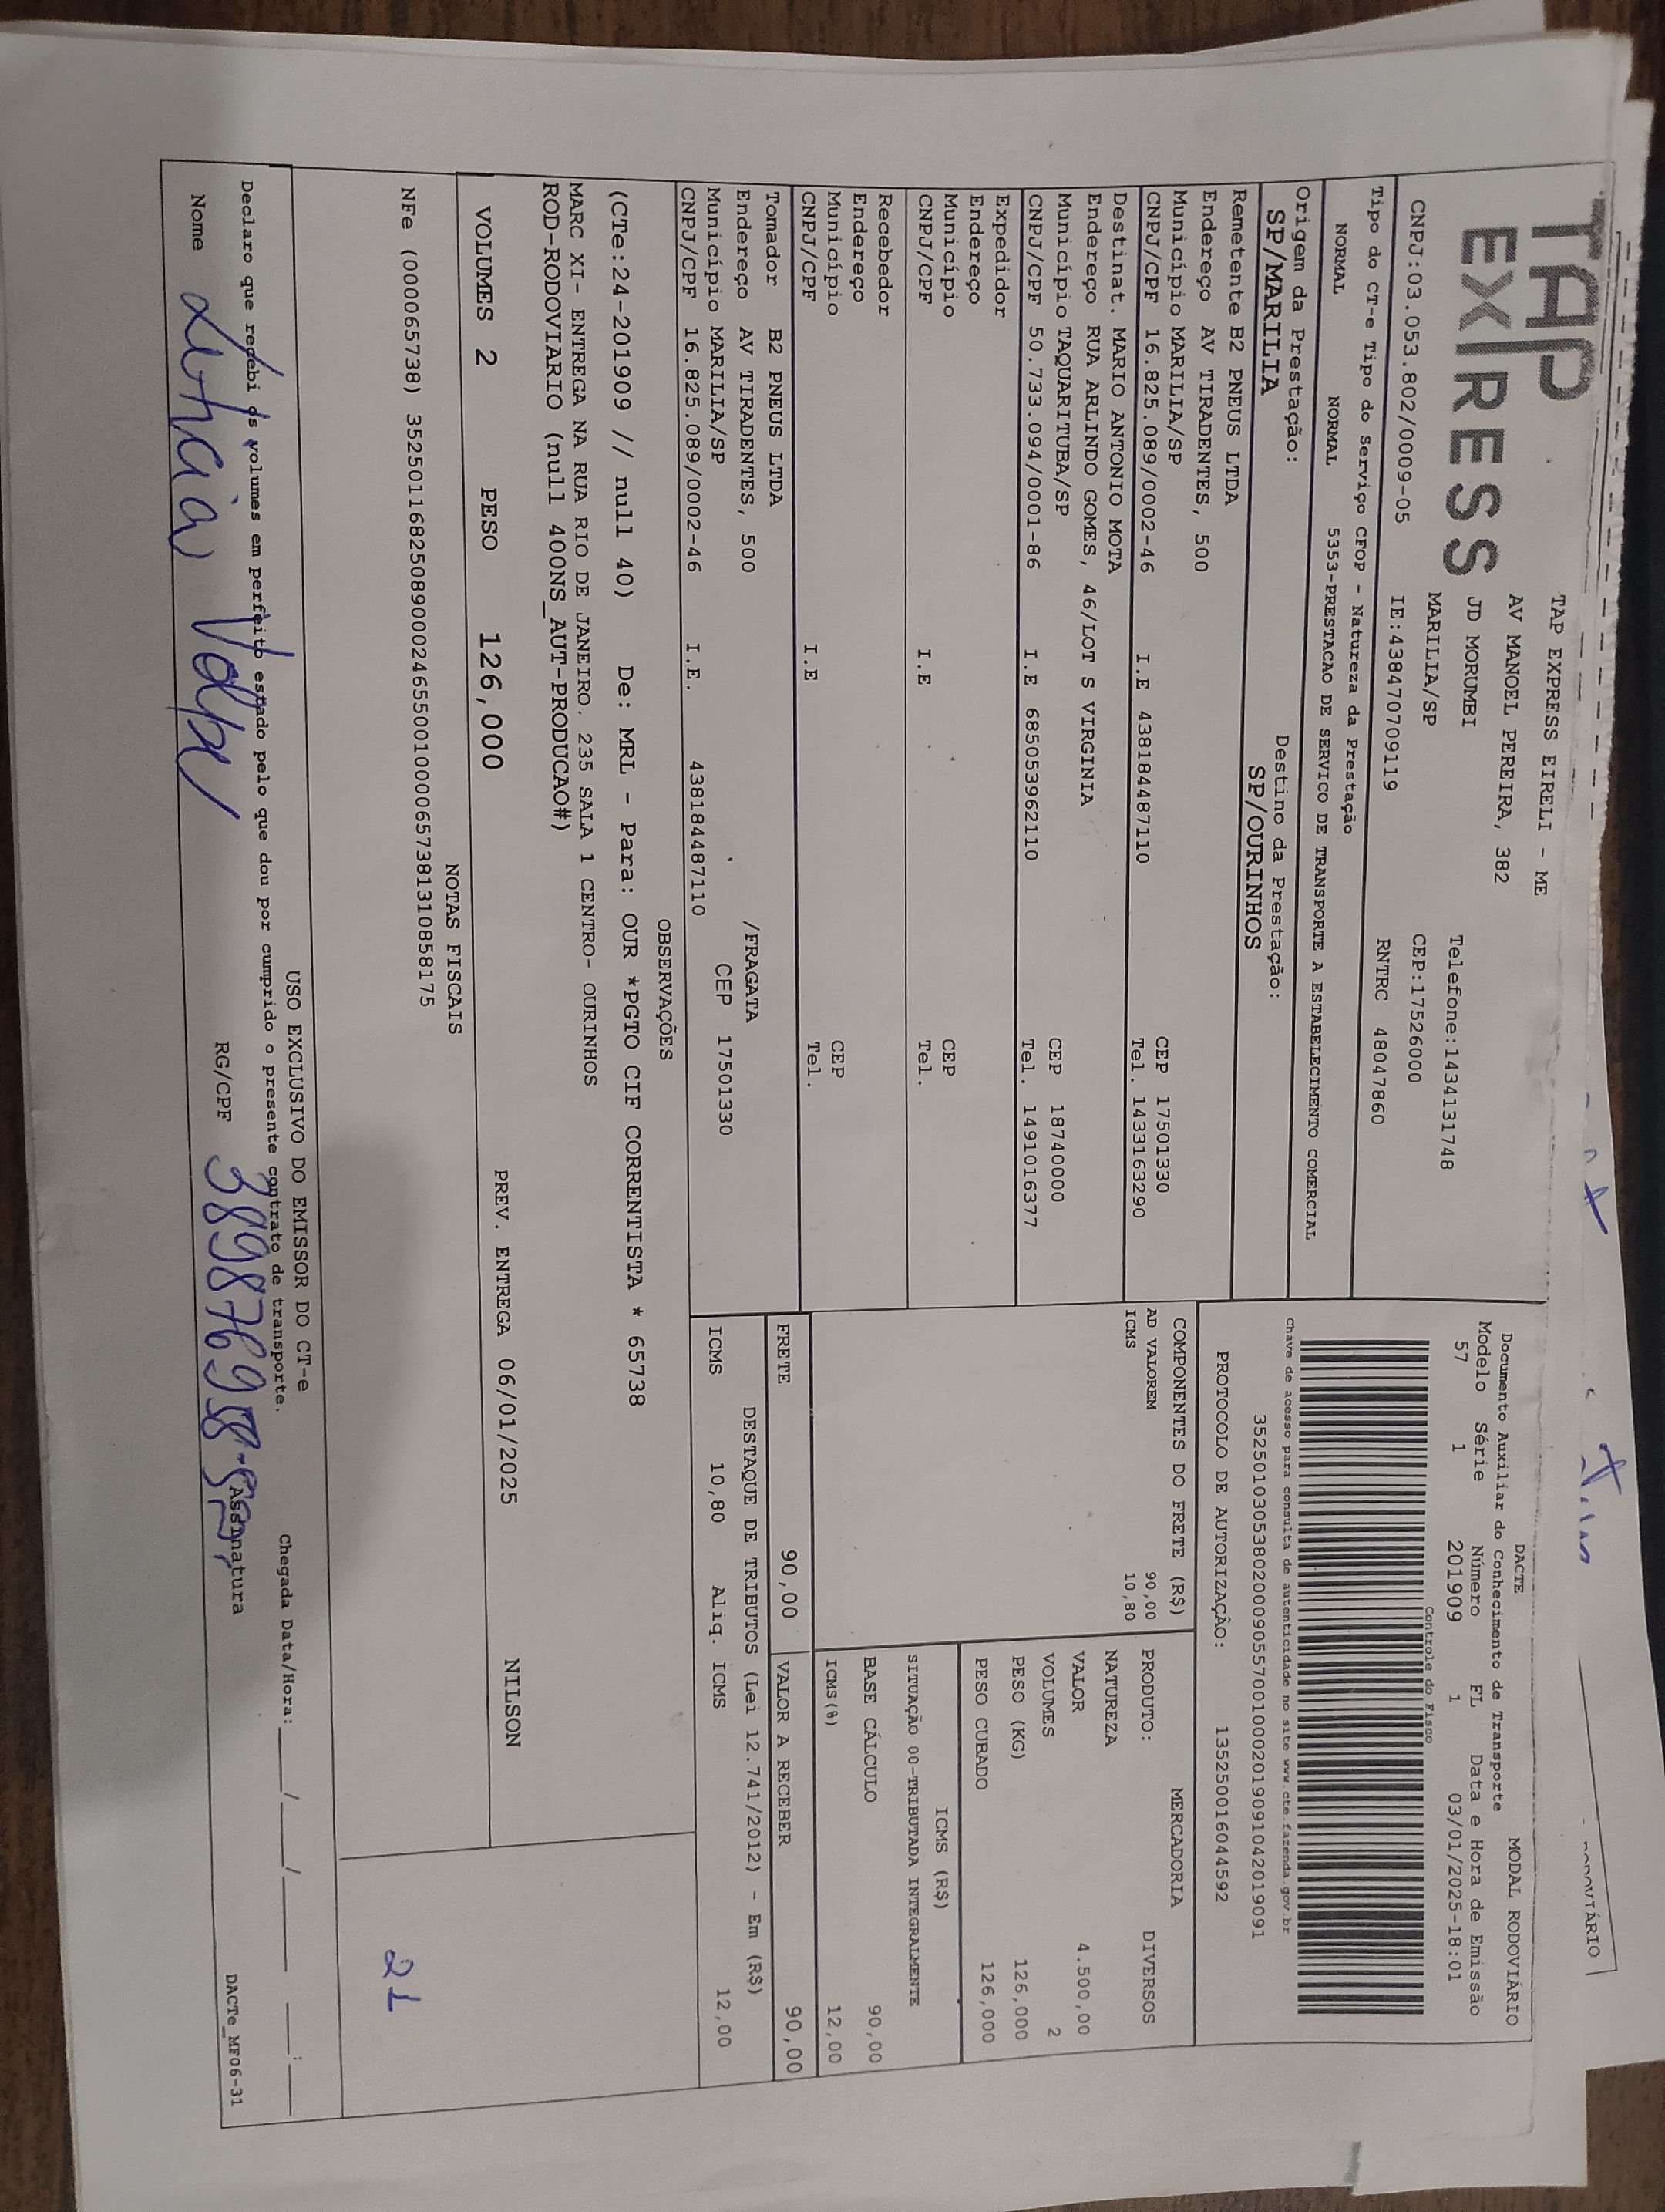 TAP
EXPRESS
TAP EXPRESS EIRELI - ME
AV MANOEL PEREIRA, 382
JD MORUMBI
MARILIA/SP
Telefone:1434131748
CEP:17526000
CNPJ:03.053.802/0009-05 IE:438470709119 RNTRC 48047860
Tipo do CT-e Tipo do Serviço CFOP - Natureza da Prestação
NORMAL NORMAL 5353-PRESTACAO DE SERVICO DE TRANSPORTE A ESTABELECIMENTO COMERCIAL
Origem da Prestação: Destino da Prestação:
SP/MARILIA SP/OURINHOS
Remetente B2 PNEUS LTDA
Endereço AV TIRADENTES, 500
Município MARILIA/SP CEP 17501330
CNPJ/CPF 16.825.089/0002-46 I.E 438184487110 Tel. 1433163290
Destinat. MARIO ANTONIO MOTA
Endereço RUA ARLINDO GOMES, 46/LOT S VIRGINIA
Município TAQUARITUBA/SP CEP 18740000
CNPJ/CPF 50.733.094/0001-86 I.E 685053962110 Tel. 1491016377
Expedidor
Endereço
Município CEP
CNPJ/CPF I.E Tel.
Recebedor
Endereço
Município CEP
CNPJ/CPF I.E Tel.
Tomador B2 PNEUS LTDA
Endereço AV TIRADENTES, 500 /FRAGATA
Município MARILIA/SP CEP 17501330
CNPJ/CPF 16.825.089/0002-46 I.E. 438184487110
DACTE
Documento Auxiliar do Conhecimento de Transporte
MODAL RODOVIÁRIO
Modelo Série Número FL Data e Hora de Emissão
57 1 201909 1 03/01/2025-18:01
Controle do Fisco
Chave de acesso para consulta de autenticidade no site www.cte.fazenda.gov.br
35250103053802000905570010002019091042019091
PROTOCOLO DE AUTORIZAÇÃO: 135250016044592
COMPONENTES DO FRETE (R$)
AD VALOREM 90,00
ICMS 10,80
MERCADORIA
PRODUTO: DIVERSOS
NATUREZA
VALOR 4.500,00
VOLUMES 2
PESO (KG) 126,000
PESO CUBADO 126,000
ICMS (R$)
SITUAÇÃO 00-TRIBUTADA INTEGRALMENTE
BASE CÁLCULO 90,00
ICMS(%) 12,00
FRETE 90,00 VALOR A RECEBER 90,00
DESTAQUE DE TRIBUTOS (Lei 12.741/2012) - Em (R$)
ICMS 10,80 Aliq. ICMS 12,00
OBSERVAÇÕES
(CTe:24-201909 // null 40) De: MRL - Para: OUR *PGTO CIF CORRENTISTA * 65738
MARC XI- ENTREGA NA RUA RIO DE JANEIRO, 235 SALA 1 CENTRO- OURINHOS
ROD-RODOVIARIO (null 400NS_AUT-PRODUCAO#)
VOLUMES 2 PESO 126,000 PREV. ENTREGA 06/01/2025 NILSON
NOTAS FISCAIS
NFe (000065738) 35250116825089000246550010000657381310858175
21
USO EXCLUSIVO DO EMISSOR DO CT-e
Declaro que recebi os volumes em perfeito estado pelo que dou por cumprido o presente contrato de transporte.
Chegada Data/Hora:___/___/_____ ___:___
Nome RG/CPF Assinatura
DACTe_MF06-31